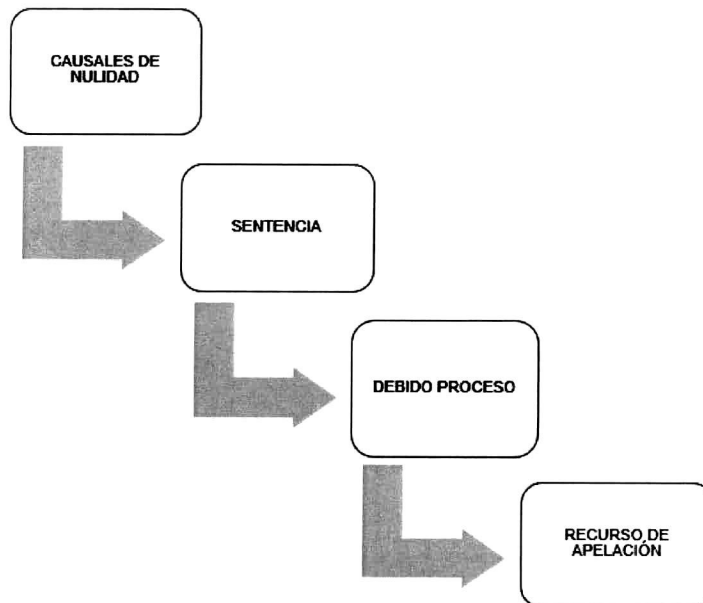 CAUSALES DE
NULIDAD
SENTENCIA
DEBIDO PROCESO
RECURSO DE
APELACIÓN